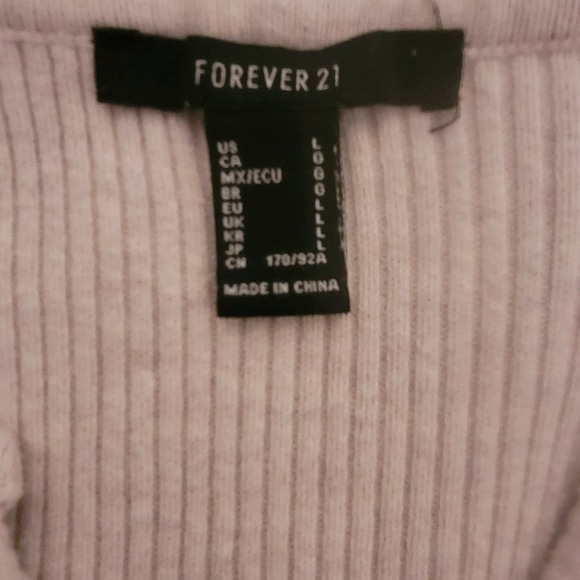 FOREVER 21
US L
CA G
MX/ECU G
BR G
EU L
UK L
KR L
JP L
CN 170/92A
MADE IN CHINA